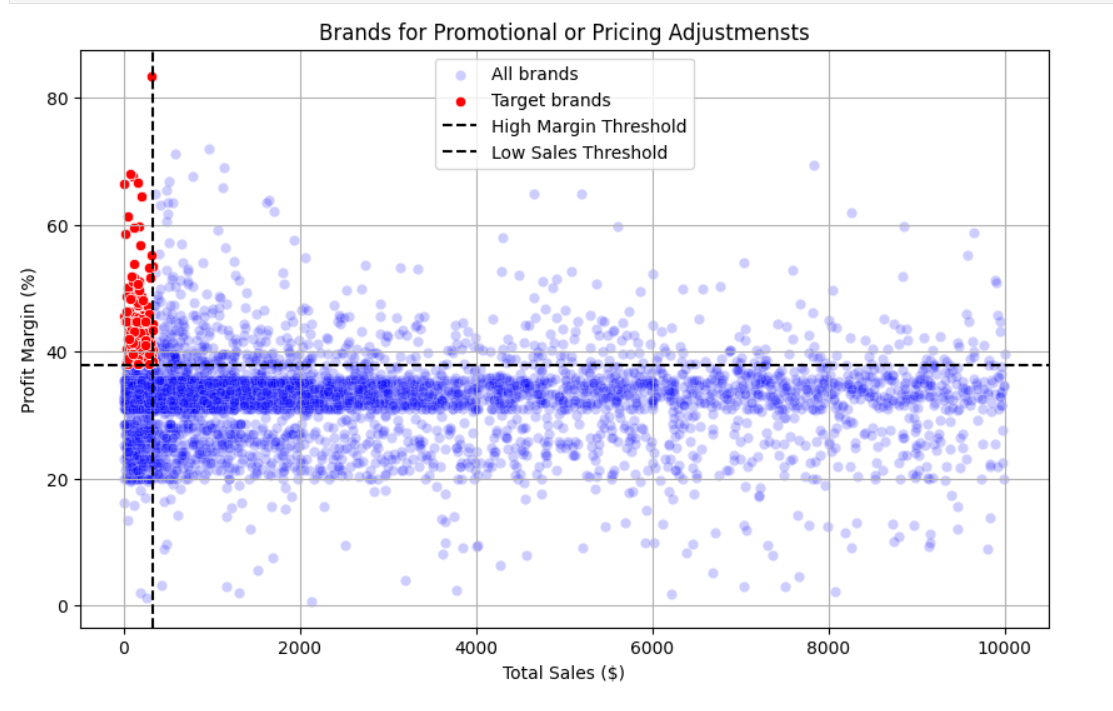 Brands for Promotional or Pricing Adjustmensts
All brands
Target brands
High Margin Threshold
Low Sales Threshold
Profit Margin (%)
80
60
40
20
0
0 2000 4000 6000 8000 10000
Total Sales ($)